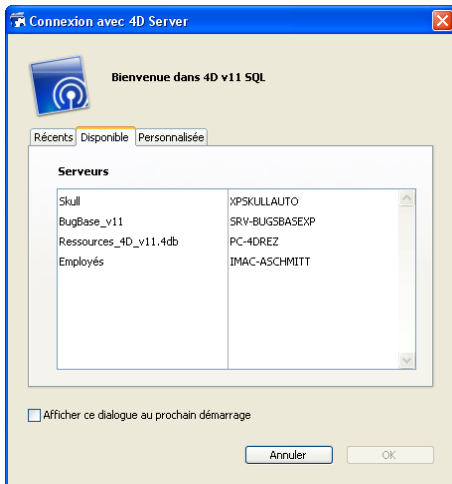 Connexion avec 4D Server
Bienvenue dans 4D v11 SQL
Récents Disponible Personnalisée
Serveurs
Skull XPSKULLAUTO
BugBase_v11 SRV-BUGSBASEXP
Ressources_4D_v11.4db PC-4DREZ
Employés IMAC-ASCHMITT
Afficher ce dialogue au prochain démarrage
Annuler OK